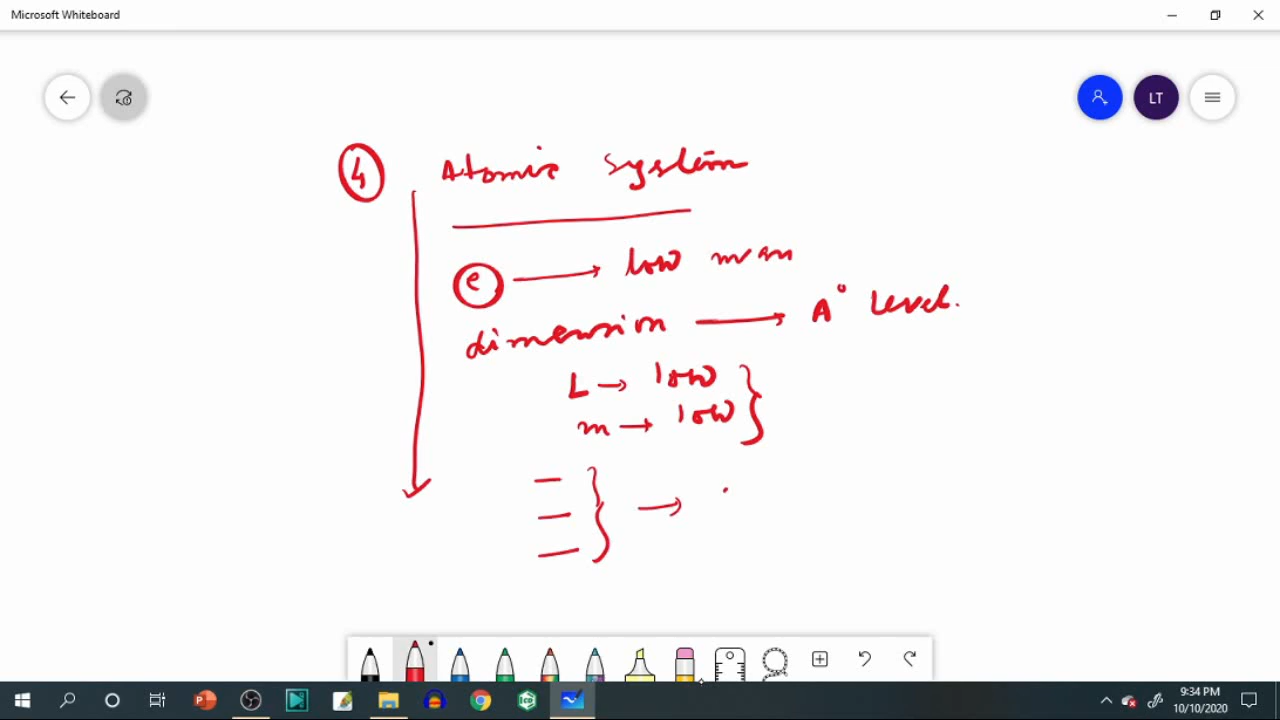 Microsoft Whiteboard
LT
4 Atomic system
e → low mass
dimension → A° level.
L → low
m → low
9:34 PM
10/10/2020